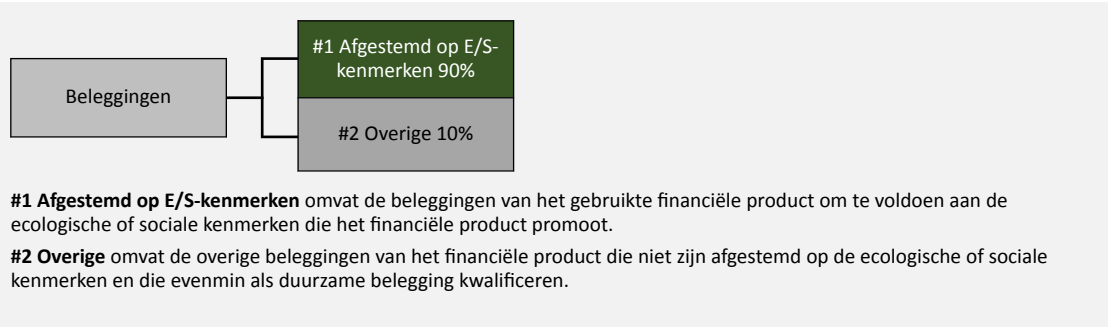 #1 Afgestemd op E/S-
kenmerken 90%
Beleggingen
#2 Overige 10%
#1 Afgestemd op E/S-kenmerken omvat de beleggingen van het gebruikte financiële product om te voldoen aan de
ecologische of sociale kenmerken die het financiële product promoot.
#2 Overige omvat de overige beleggingen van het financiële product die niet zijn afgestemd op de ecologische of sociale
kenmerken en die evenmin als duurzame belegging kwalificeren.